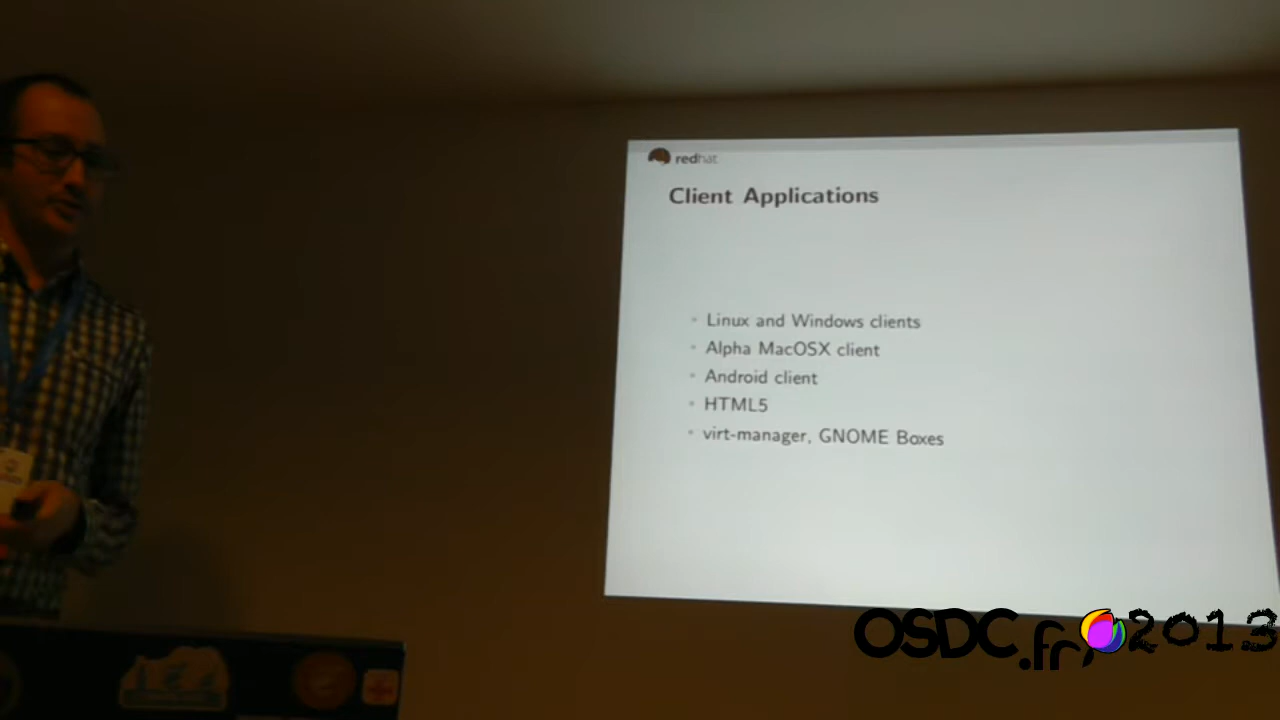 redhat
Client Applications
Linux and Windows clients
Alpha MacOSX client
Android client
HTML5
virt-manager, GNOME Boxes
OSDC.fr 2013